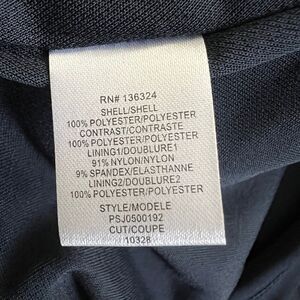 RN# 136324
SHELL/SHELL
100% POLYESTER/POLYESTER
CONTRAST/CONTRASTE
100% POLYESTER/POLYESTER
LINING1/DOUBLURE1
91% NYLON/NYLON
9% SPANDEX/ELASTHANNE
LINING2/DOUBLURE2
100% POLYESTER/POLYESTER
STYLE/MODELE
PSJ0500192
CUT/COUPE
10328